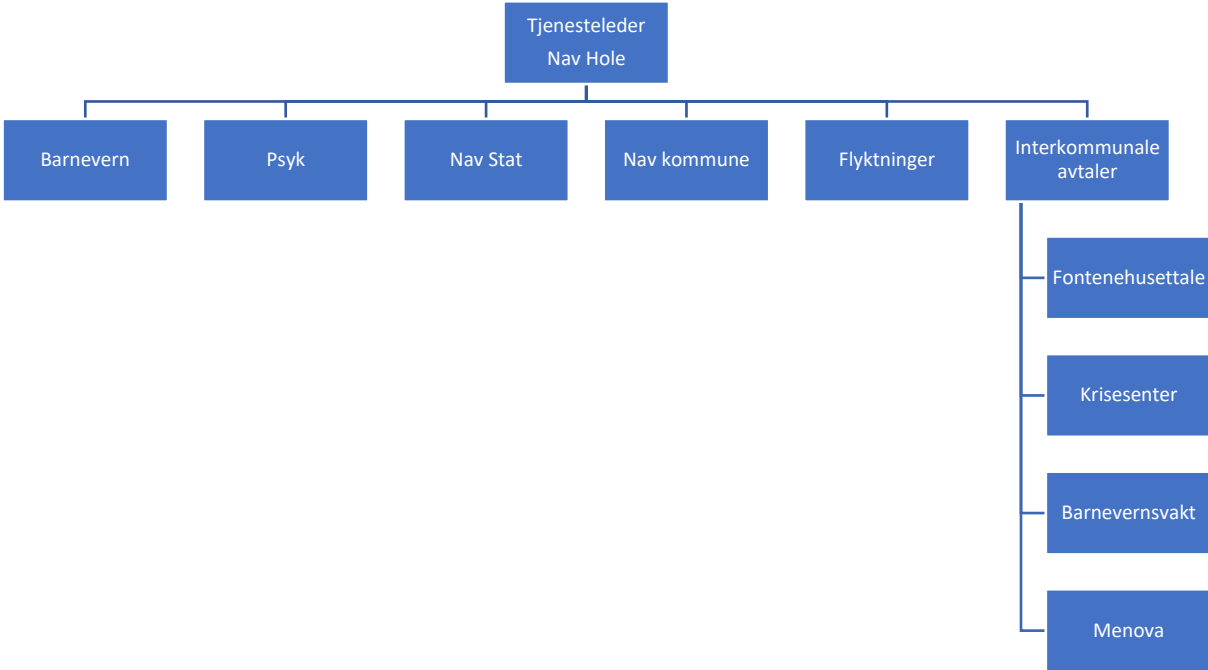 Tjenesteleder
Nav Hole
Barnevern
Psyk
Nav Stat
Nav kommune
Flyktninger
Interkommunale
avtaler
Fontenehusettale
Krisesenter
Barnevernsvakt
Menova